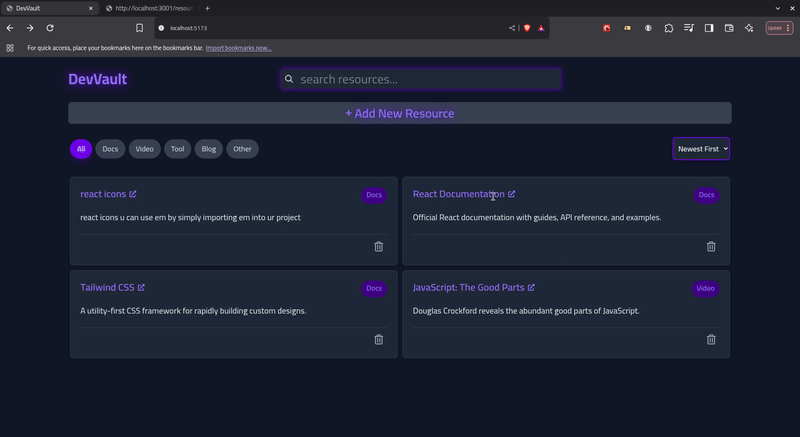 DevVault
http://localhost:3001/resour
localhost:5173
Update
For quick access, place your bookmarks here on the bookmarks bar. Import bookmarks now...
DevVault
search resources...
+ Add New Resource
All
Docs
Video
Tool
Blog
Other
Newest First
react icons
Docs
react icons u can use em by simply importing em into ur project
React Documentation
Docs
Official React documentation with guides, API reference, and examples.
Tailwind CSS
Docs
A utility-first CSS framework for rapidly building custom designs.
JavaScript: The Good Parts
Video
Douglas Crockford reveals the abundant good parts of JavaScript.